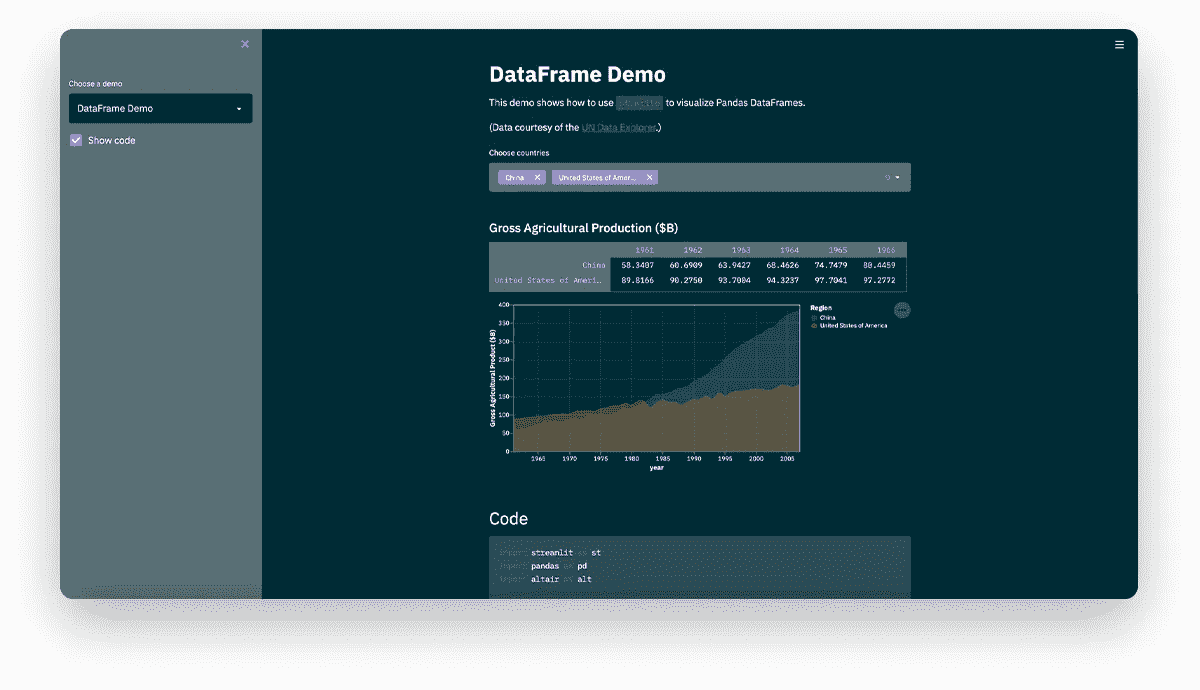 Choose a demo
DataFrame Demo
Show code
DataFrame Demo
This demo shows how to use st.write to visualize Pandas DataFrames.
(Data courtesy of the UN Data Explorer.)
Choose countries
China United States of Amer...
Gross Agricultural Production ($B)
1961 1962 1963 1964 1965 1966
China 58.3487 60.6909 63.9427 68.4626 74.7479 80.4459
United States of Ameri… 89.8166 90.2750 93.7004 94.3237 97.7041 97.2772
Gross Agricultural Product ($B)
400
350
300
250
200
150
100
50
0
1965 1970 1975 1980 1985 1990 1995 2000 2005
year
Region
China
United States of America
Code
import streamlit as st
import pandas as pd
import altair as alt